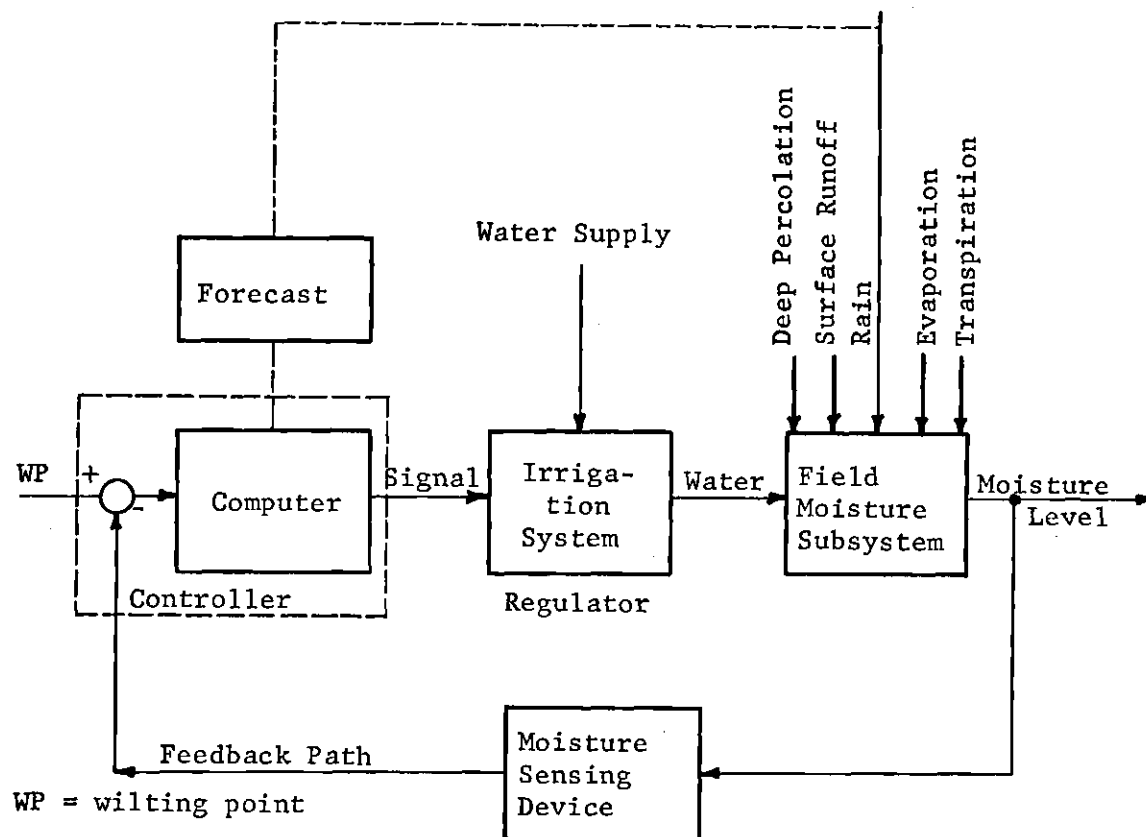 Deep Percolation
Surface Runoff
Rain
Evaporation
Transpiration
Water Supply
Forecast
WP
+
-
Computer
Signal
Irriga-
tion
System
Water
Field
Moisture
Subsystem
Moisture
Level
Controller
Regulator
Feedback Path
Moisture
Sensing
Device
WP = wilting point